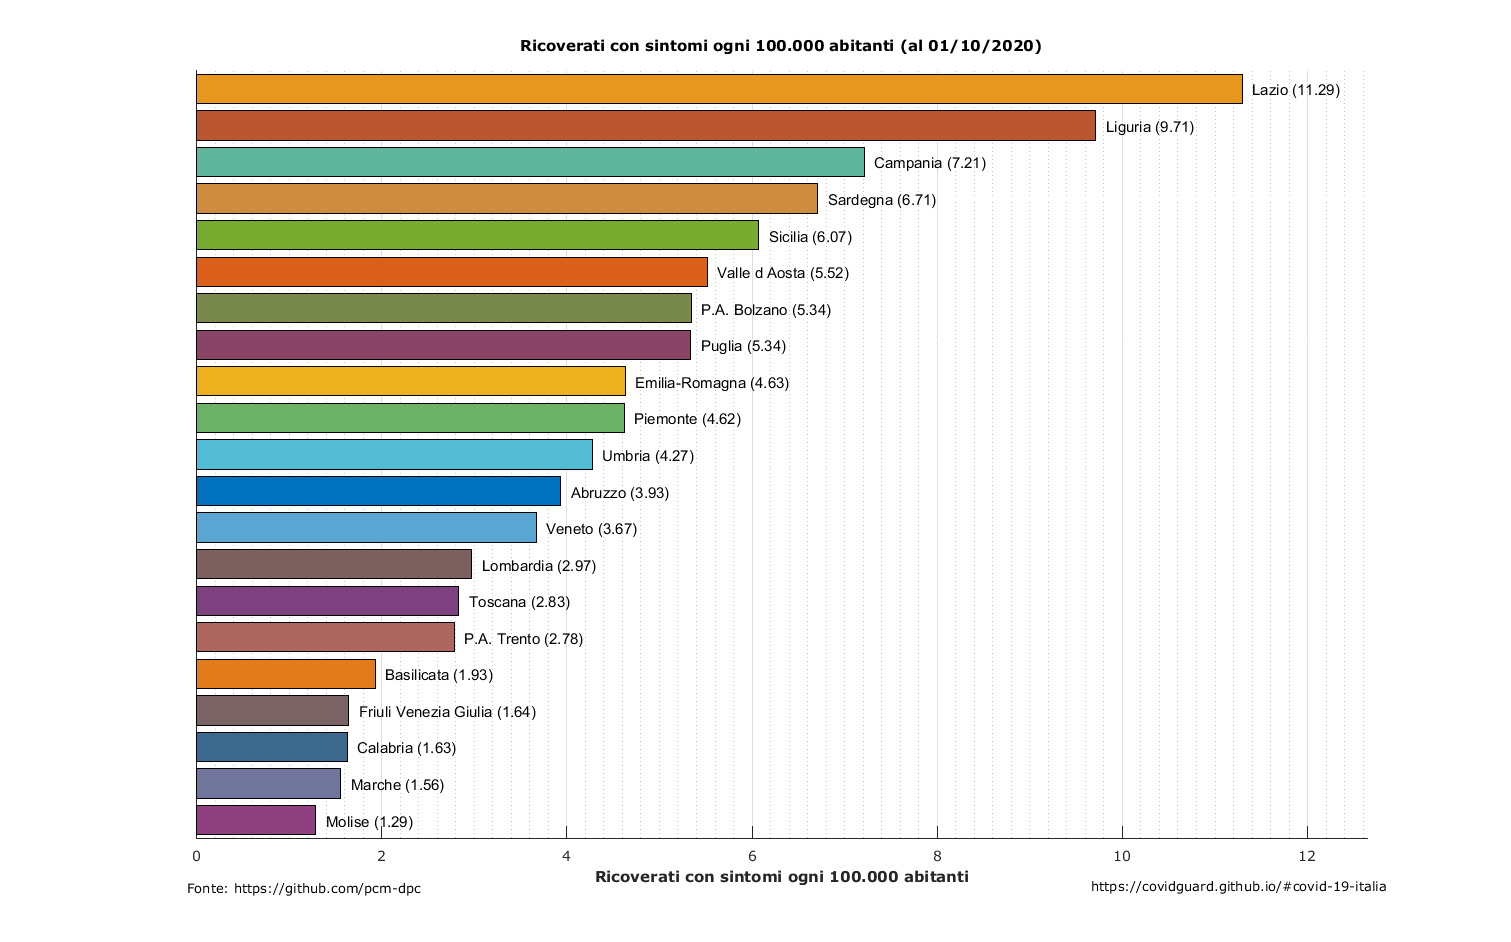 Ricoverati con sintomi ogni 100.000 abitanti (al 01/10/2020)
Lazio (11.29)
Liguria (9.71)
Campania (7.21)
Sardegna (6.71)
Sicilia (6.07)
Valle d Aosta (5.52)
P.A. Bolzano (5.34)
Puglia (5.34)
Emilia-Romagna (4.63)
Piemonte (4.62)
Umbria (4.27)
Abruzzo (3.93)
Veneto (3.67)
Lombardia (2.97)
Toscana (2.83)
P.A. Trento (2.78)
Basilicata (1.93)
Friuli Venezia Giulia (1.64)
Calabria (1.63)
Marche (1.56)
Molise (1.29)
0 2 4 6 8 10 12
Ricoverati con sintomi ogni 100.000 abitanti
Fonte: https://github.com/pcm-dpc
https://covidguard.github.io/#covid-19-italia